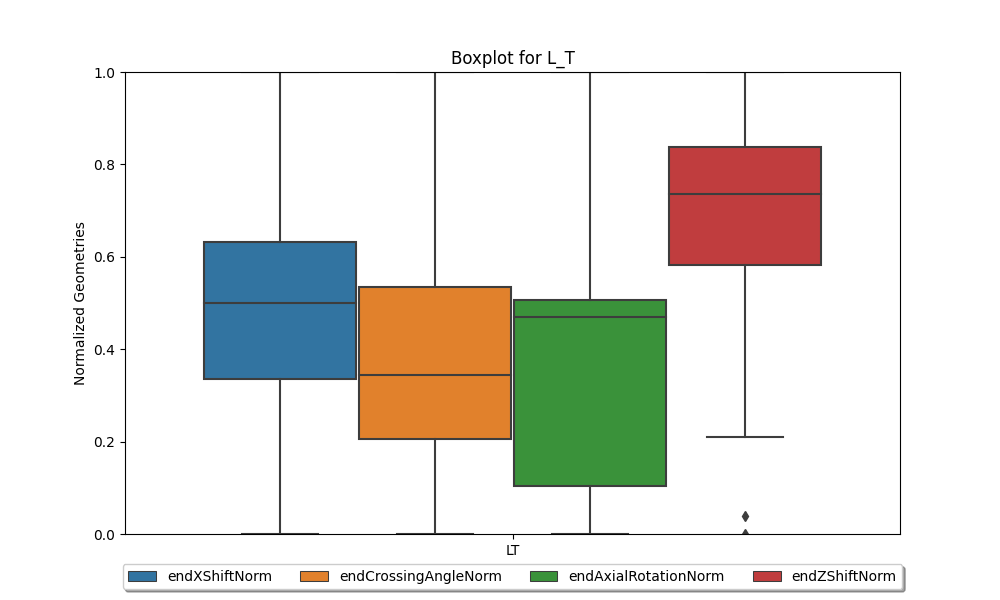 Boxplot for L_T
1.0
0.8
0.6
0.4
0.2
0.0
Normalized Geometries
LT
endXShiftNorm endCrossingAngleNorm endAxialRotationNorm endZShiftNorm